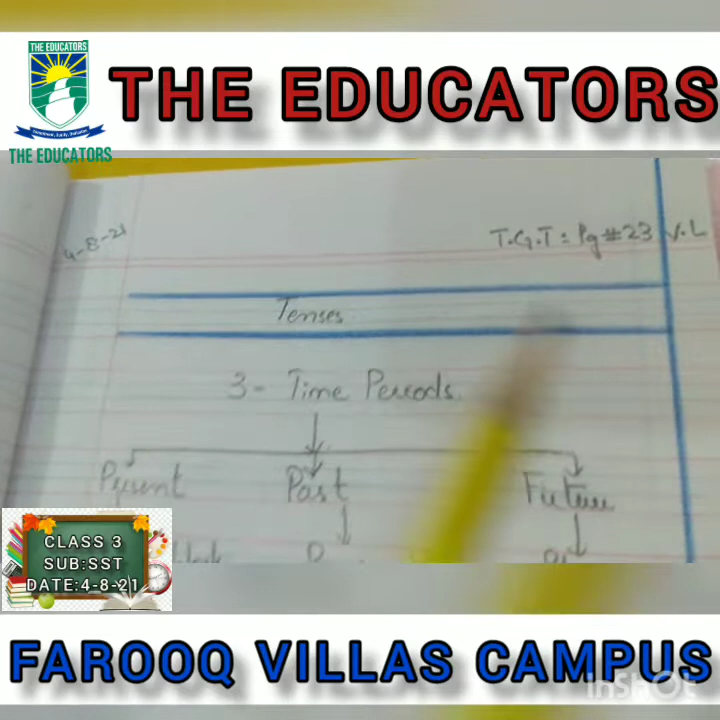 THE EDUCATORS
THE EDUCATORS
THE EDUCATORS
4-8-21
T.G.T : Pg #23 V.L
Tenses
3- Time Periods.
Present Past Future
CLASS 3
SUB:SST
DATE:4-8-21
FAROOQ VILLAS CAMPUS
InShot